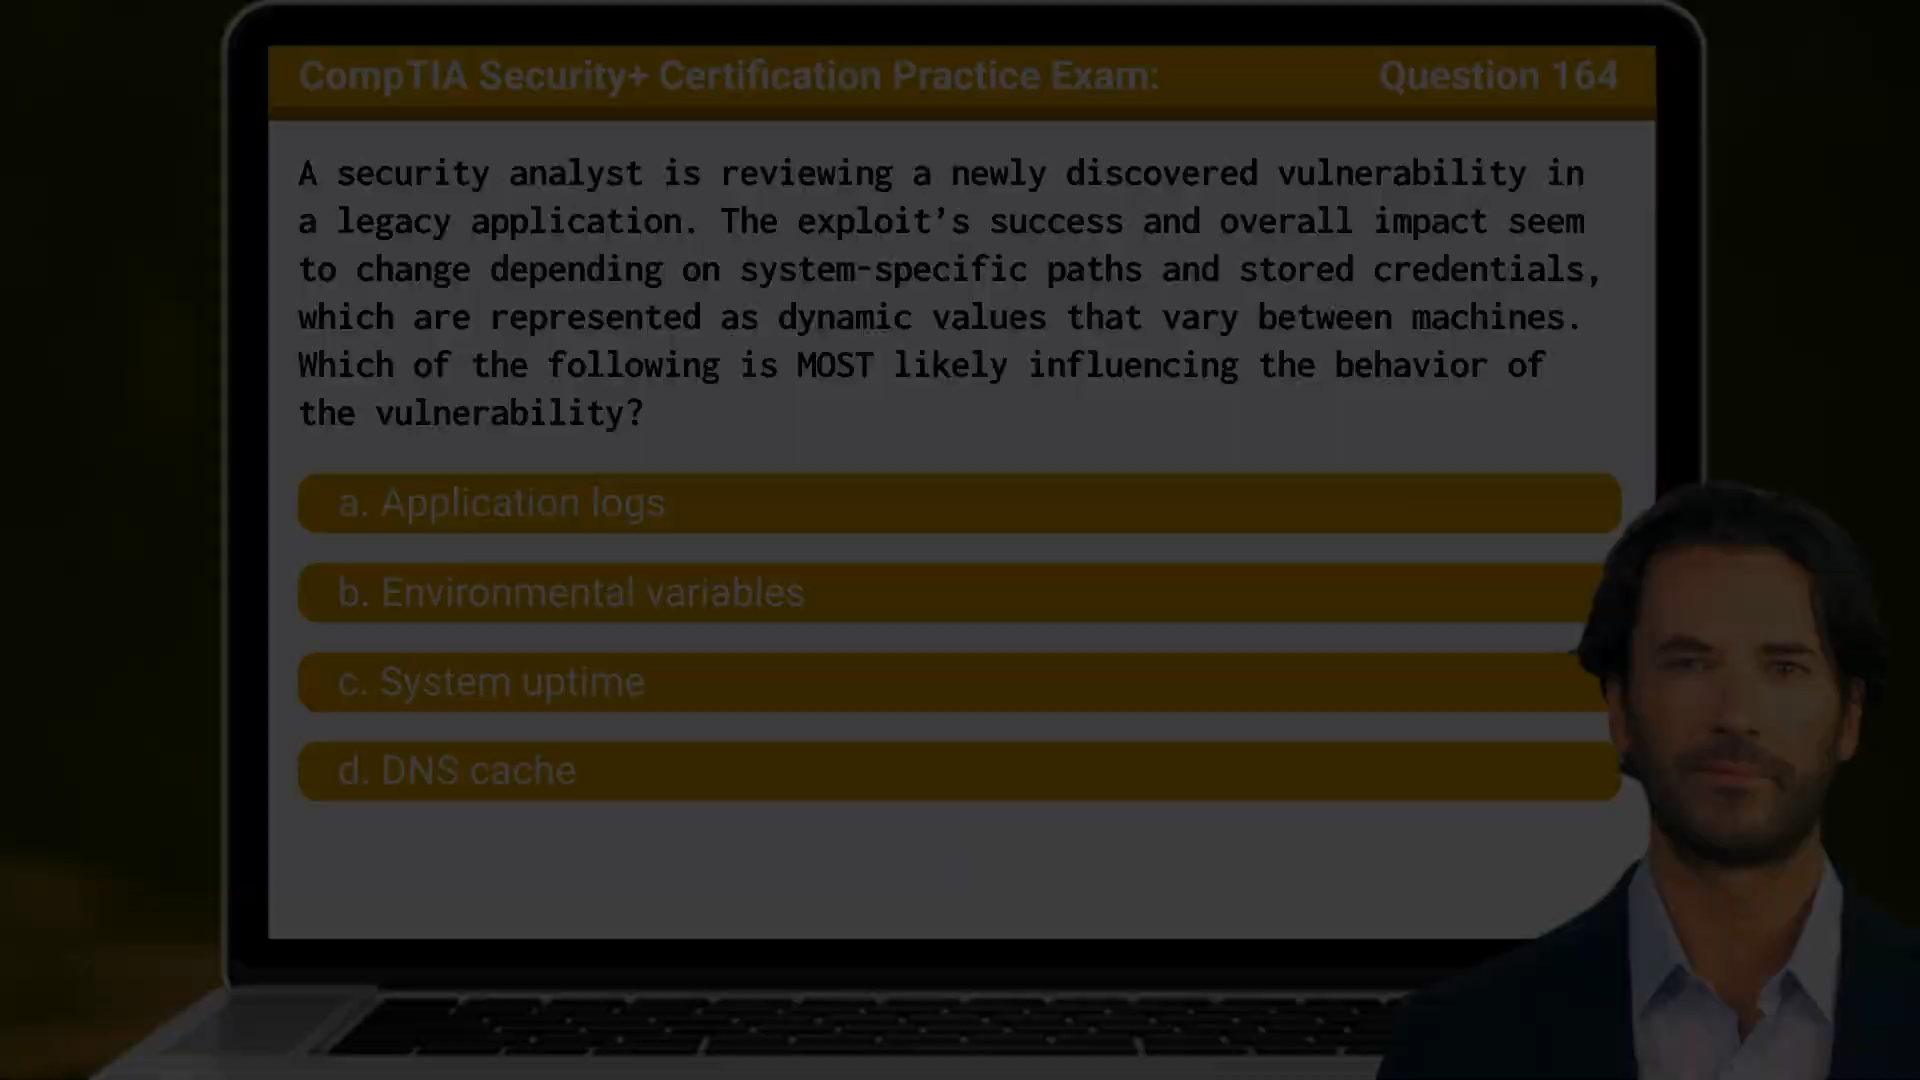 CompTIA Security+ Certification Practice Exam: Question 164
A security analyst is reviewing a newly discovered vulnerability in
a legacy application. The exploit’s success and overall impact seem
to change depending on system-specific paths and stored credentials,
which are represented as dynamic values that vary between machines.
Which of the following is MOST likely influencing the behavior of
the vulnerability?
a. Application logs
b. Environmental variables
c. System uptime
d. DNS cache